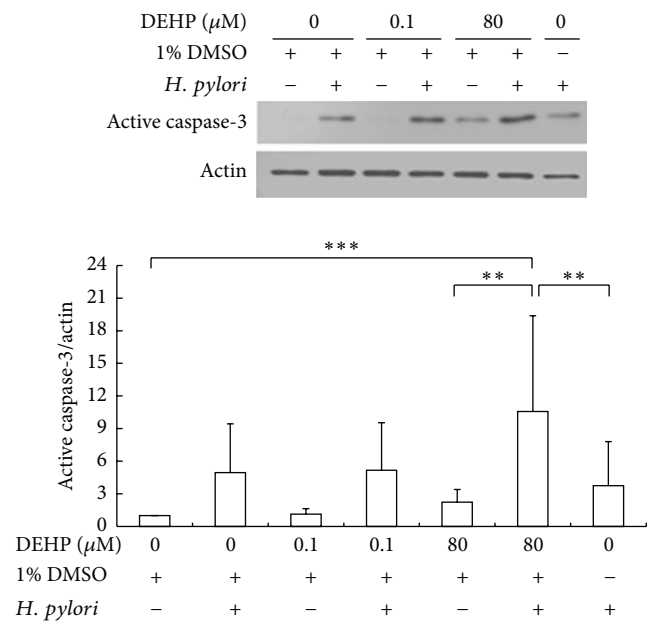 DEHP (μM) 0 0.1 80 0
1% DMSO + + + + + + −
H. pylori − + − + − + +
Active caspase-3
Actin
***
** **
24
21
18
15
12
9
6
3
0
Active caspase-3/actin
DEHP (μM) 0 0 0.1 0.1 80 80 0
1% DMSO + + + + + + −
H. pylori − + − + − + +